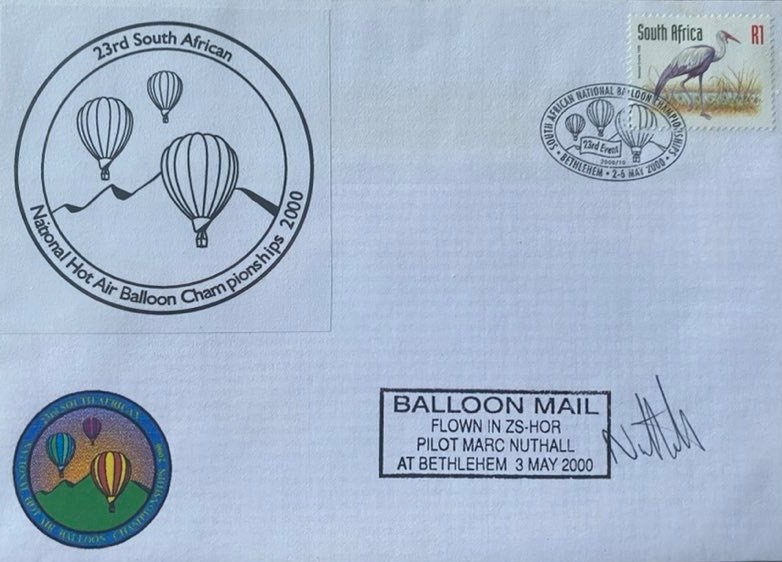 23rd South African
National Hot Air Balloon Championships 2000
South Africa R1
SOUTH AFRICAN NATIONAL BALLOON CHAMPIONSHIPS
23rd Event
BETHLEHEM • 2-6 MAY 2000
BALLOON MAIL
FLOWN IN ZS-HOR
PILOT MARC NUTHALL
AT BETHLEHEM 3 MAY 2000
Nuthall
23rd SOUTH AFRICAN
NATIONAL HOT AIR BALLOON CHAMPIONSHIPS 2000